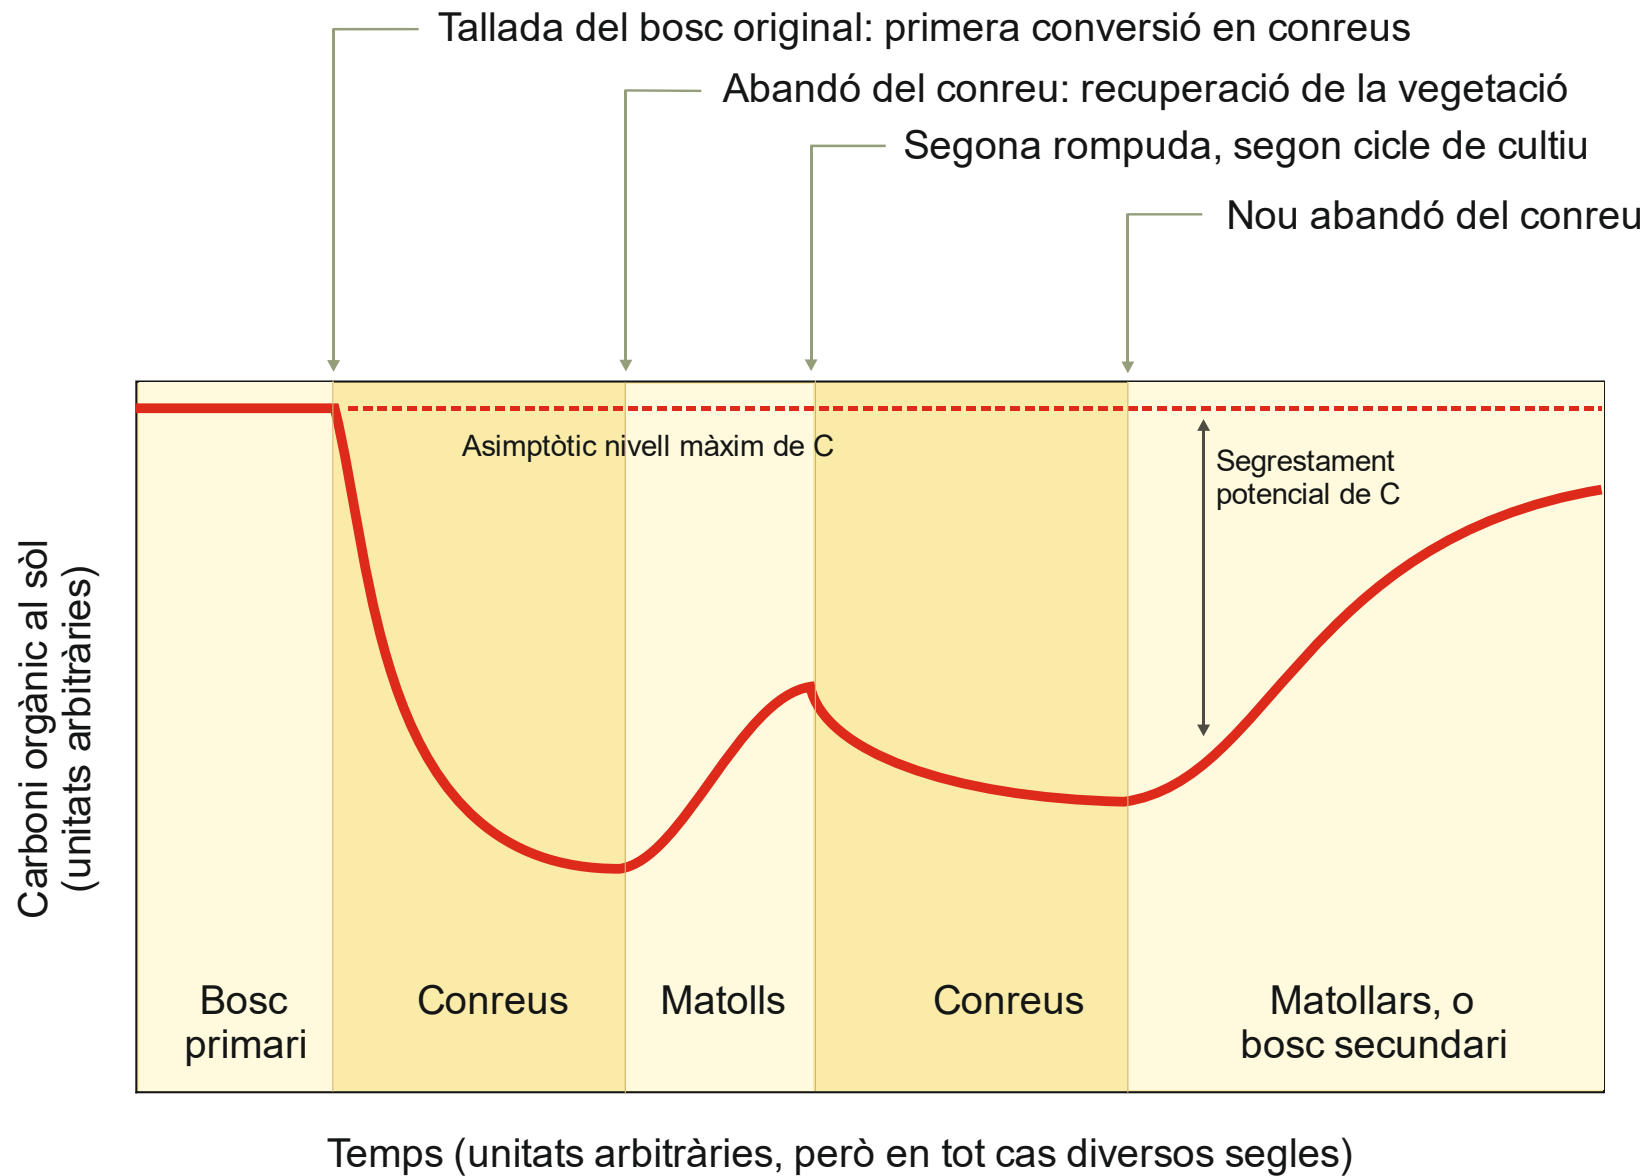 Tallada del bosc original: primera conversió en conreus
Abandó del conreu: recuperació de la vegetació
Segona rompuda, segon cicle de cultiu
Nou abandó del conreu
Asimptòtic nivell màxim de C
Segrestament
potencial de C
Carboni orgànic al sòl
(unitats arbitràries)
Bosc
primari
Conreus
Matolls
Conreus
Matollars, o
bosc secundari
Temps (unitats arbitràries, però en tot cas diversos segles)